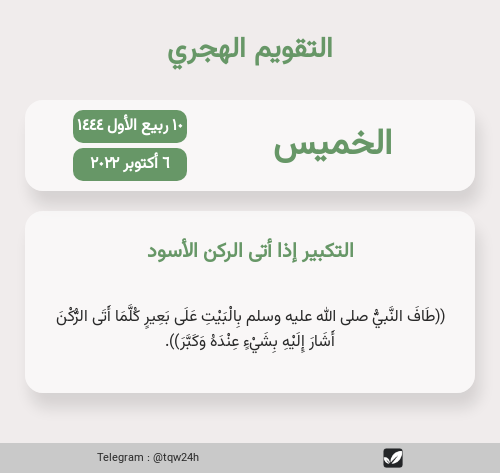 التقويم الهجري
الخميس
١٠ ربيع الأول ١٤٤٤
٦ أكتوبر ٢٠٢٢
التكبير إذا أتى الركن الأسود
((طَافَ النَّبيُّ صلى الله عليه وسلم بِالْبَيْتِ عَلَى بَعِيرٍ كُلَّمَا أَتَى الرُّكْنَ
أَشَارَ إِلَيْهِ بِشَيْءٍ عِنْدَهُ وَكَبَّرَ)).
Telegram : @tqw24h